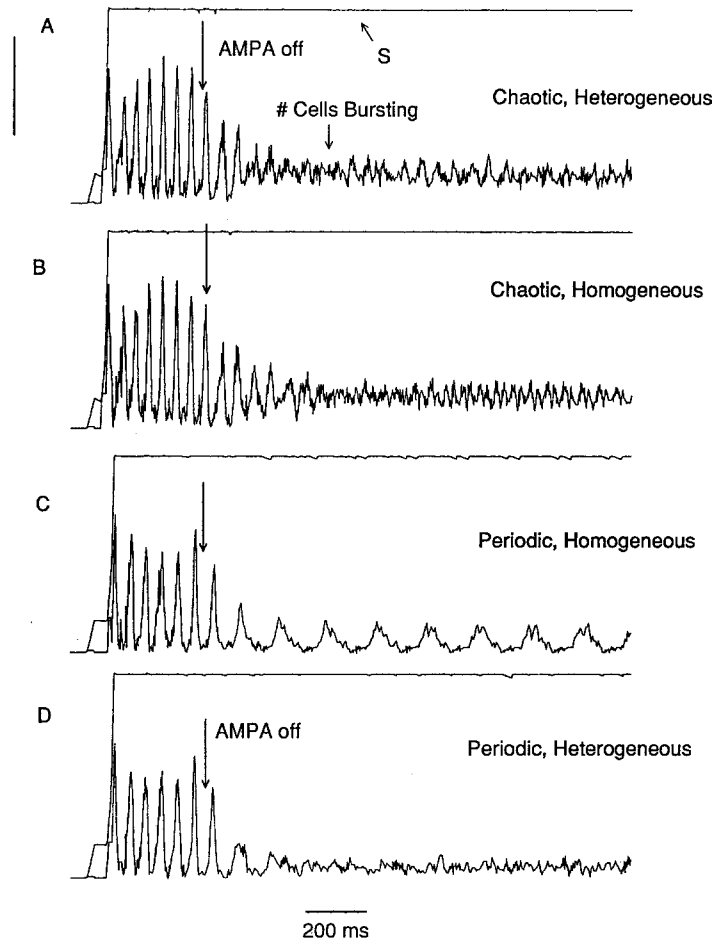 A
AMPA off
S
Chaotic, Heterogeneous
# Cells Bursting
B
Chaotic, Homogeneous
C
Periodic, Homogeneous
D
AMPA off
Periodic, Heterogeneous
200 ms